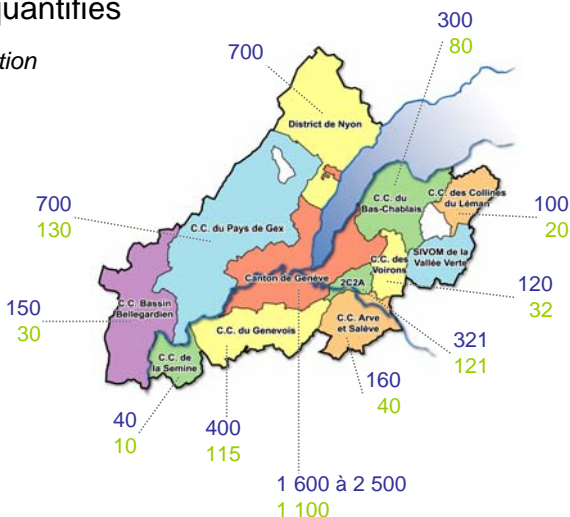 quantifiés
tion
300
80
700
District de Nyon
700
130
C.C. du Pays de Gex
C.C. du
Bas-Chablais
C.C. des Collines
du Léman
100
20
SIVOM de la
Vallée Verte
C.C. des
Voirons
Canton de Genève
2C2A
120
32
150
30
C.C. Bassin
Bellegardien
C.C. du Genevois
C.C. Arve
et Salève
321
121
C.C. de
la Semine
160
40
40
10
400
115
1 600 à 2 500
1 100